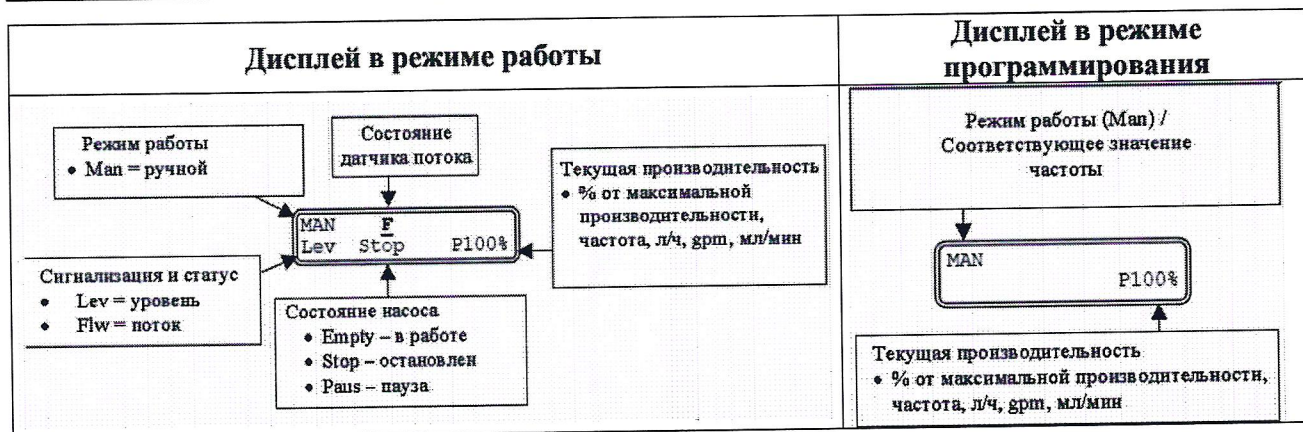 Дисплей в режиме работы
Дисплей в режиме
программирования
Режим работы
• Man = ручной
Состояние
датчика потока
Текущая производительность
• % от максимальной
производительности,
частота, л/ч, gpm, мл/мин
MAN F
Lev Stop P100%
Сигнализация и статус
• Lev = уровень
• Flw = поток
Состояние насоса
• Empty – в работе
• Stop – остановлен
• Paus – пауза
Режим работы (Man) /
Соответствующее значение
частоты
MAN
P100%
Текущая производительность
• % от максимальной производительности,
частота, л/ч, gpm, мл/мин